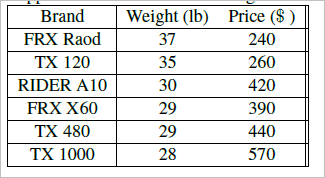 Brand Weight (lb) Price ($ )
FRX Raod 37 240
TX 120 35 260
RIDER A10 30 420
FRX X60 29 390
TX 480 29 440
TX 1000 28 570